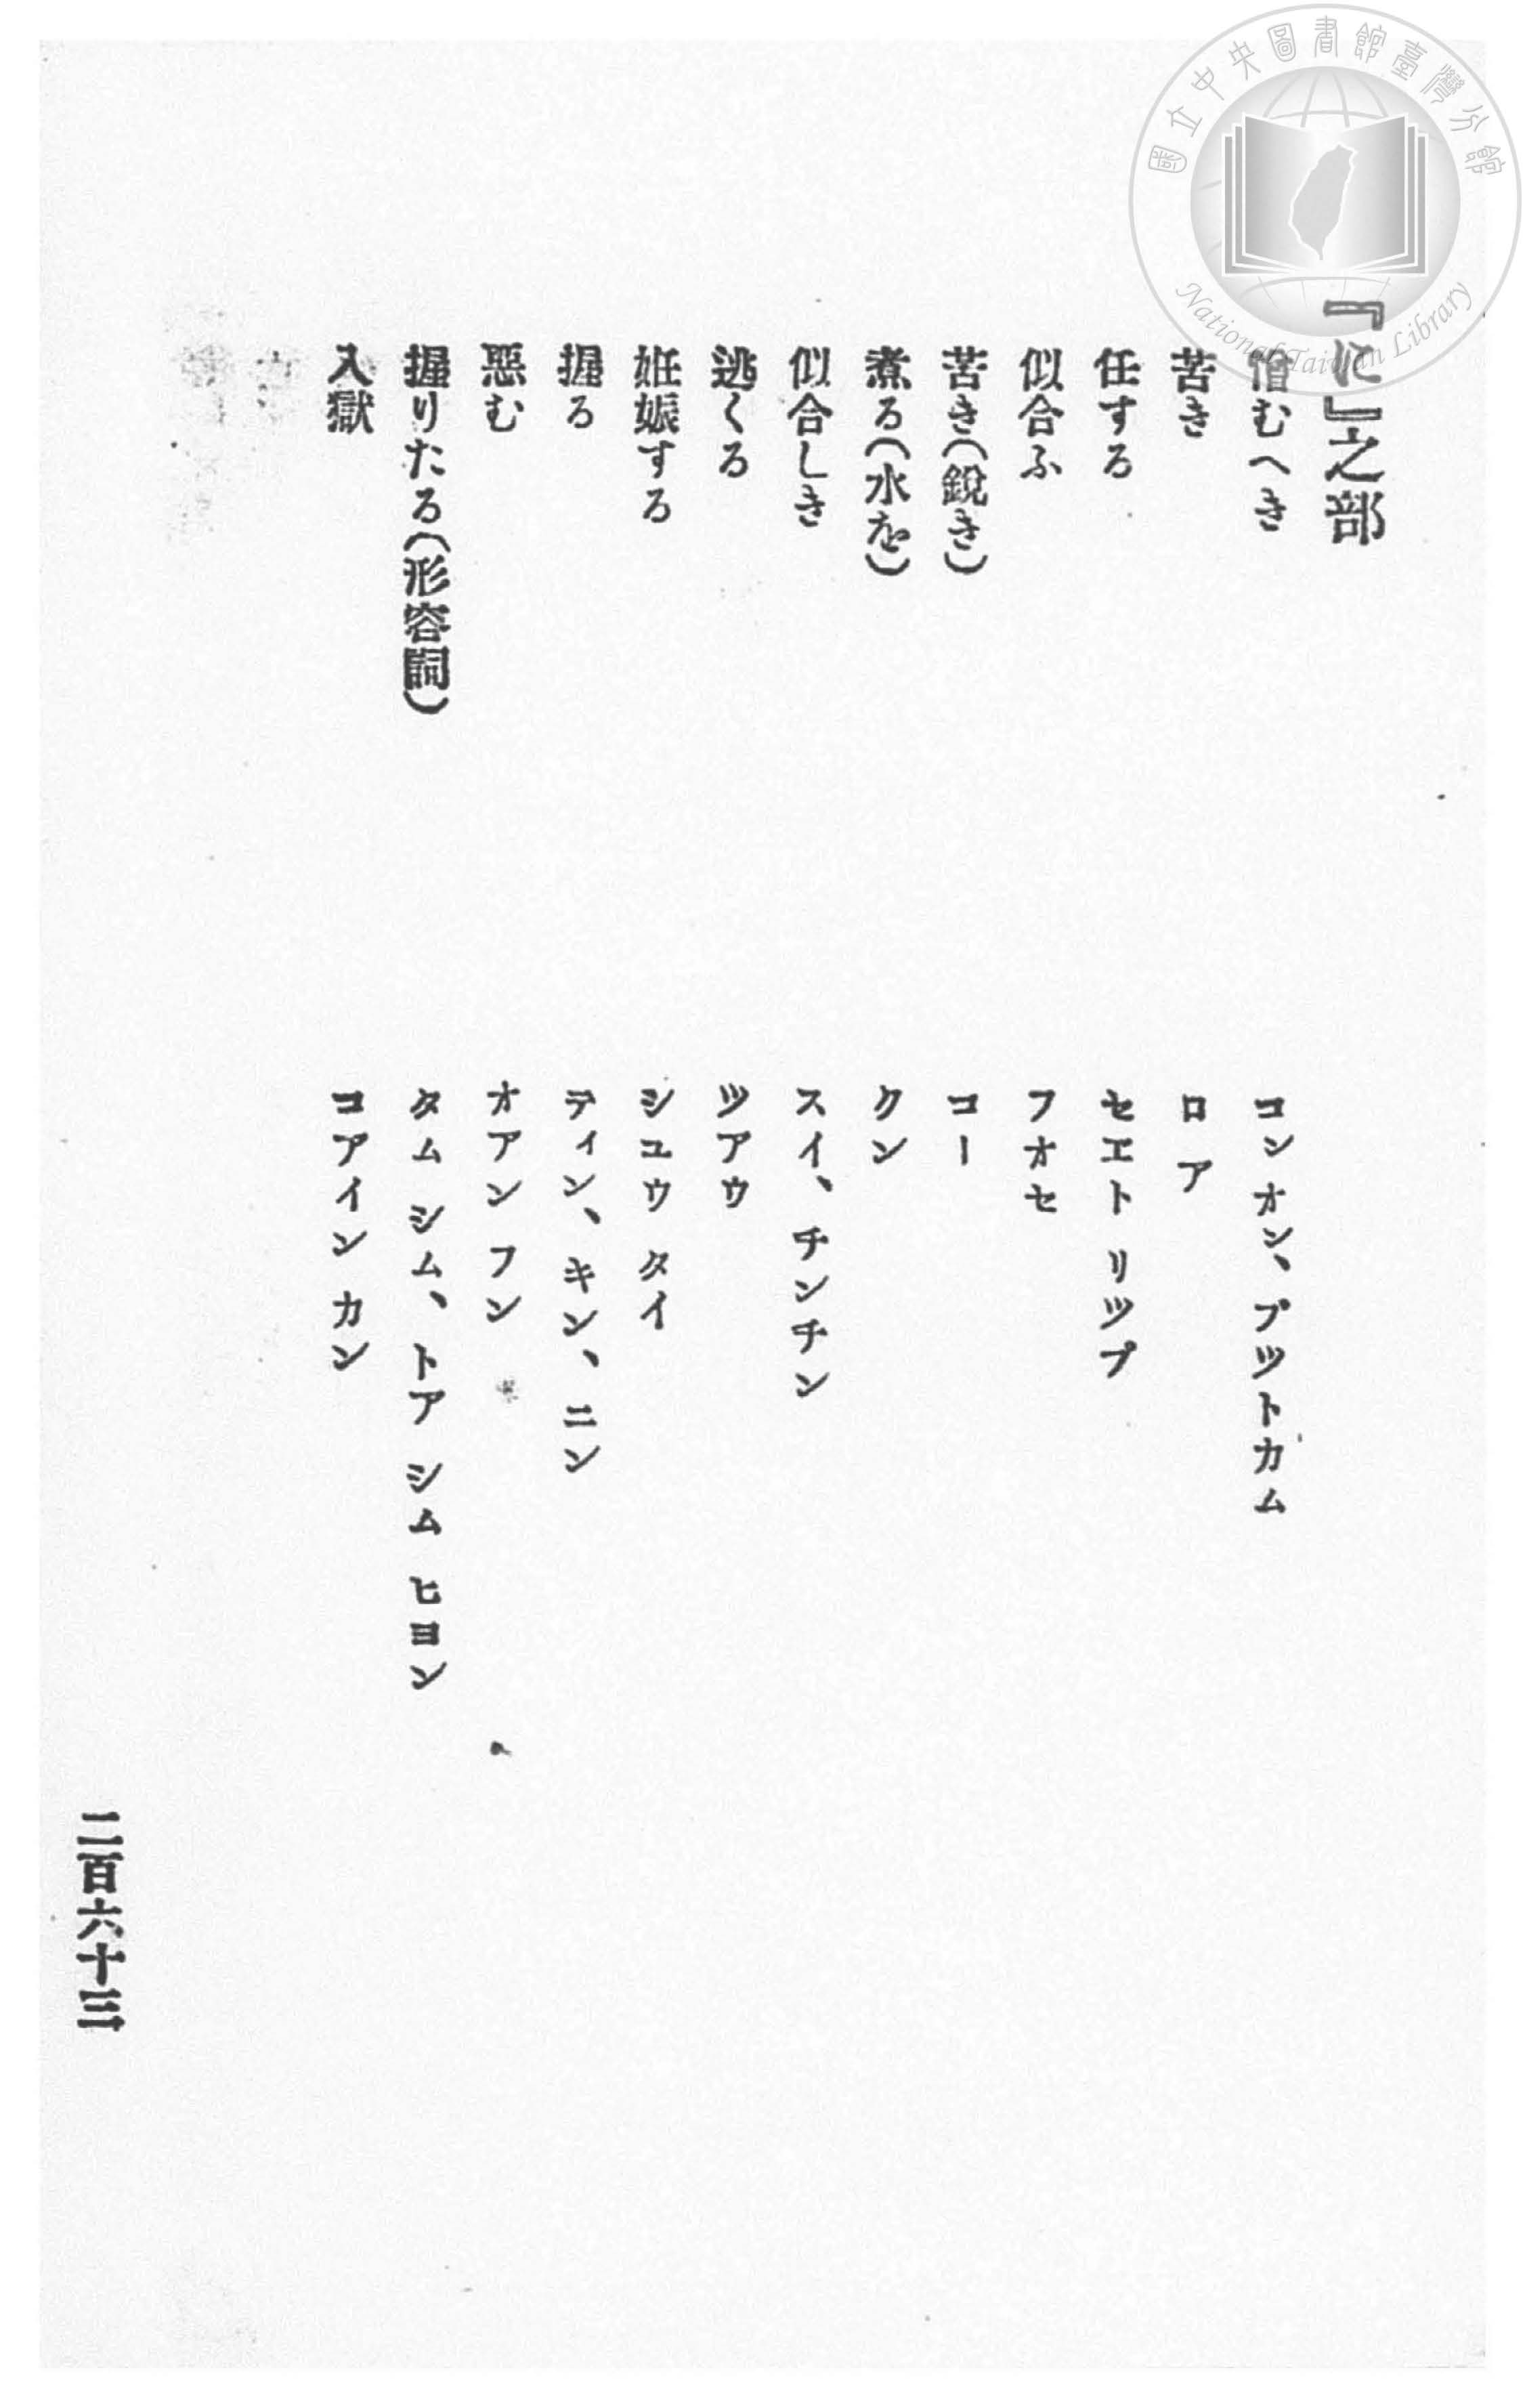 國立中央圖書館臺灣分館
National Taiwan Library
『に』之部
憎むへき　コンオン、プツトカム
苦き　ロア
任する　セエト リツプ
似合ふ　フオセ
苦き(鋭き)　コー
煮る(水を)　クン
似合しき　スイ、チンチン
逃くる　ツアウ
姙娠する　シユウ タイ
握る　テイン、キン、ニン
惡む　オアン フン
握りたる(形容詞)　タム シム、トア シム ヒヨン
入獄　コアイン カン
二百六十三